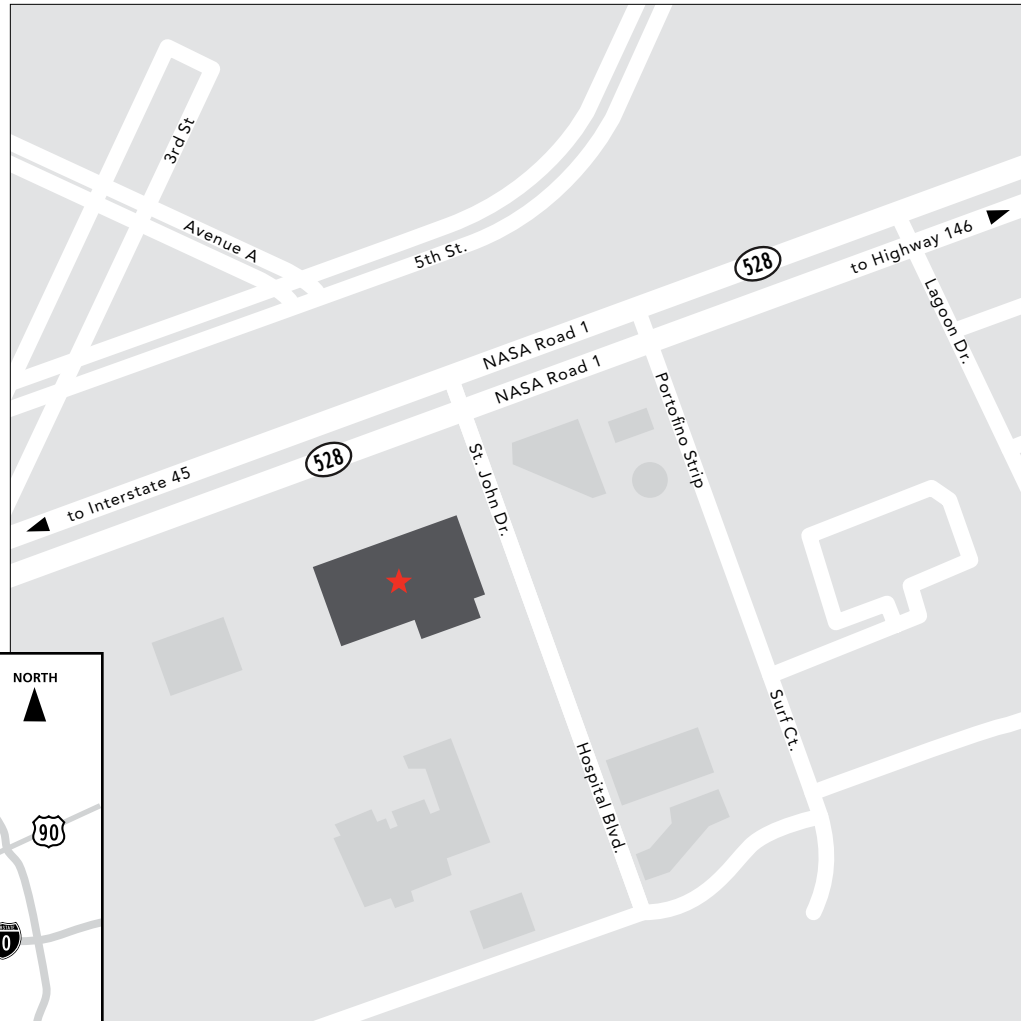 3rd St
Avenue A
5th St.
528
to Highway 146
Lagoon Dr.
NASA Road 1
NASA Road 1
Portofino Strip
528
St. John Dr.
to Interstate 45
NORTH
Surf Ct.
Hospital Blvd.
90
0